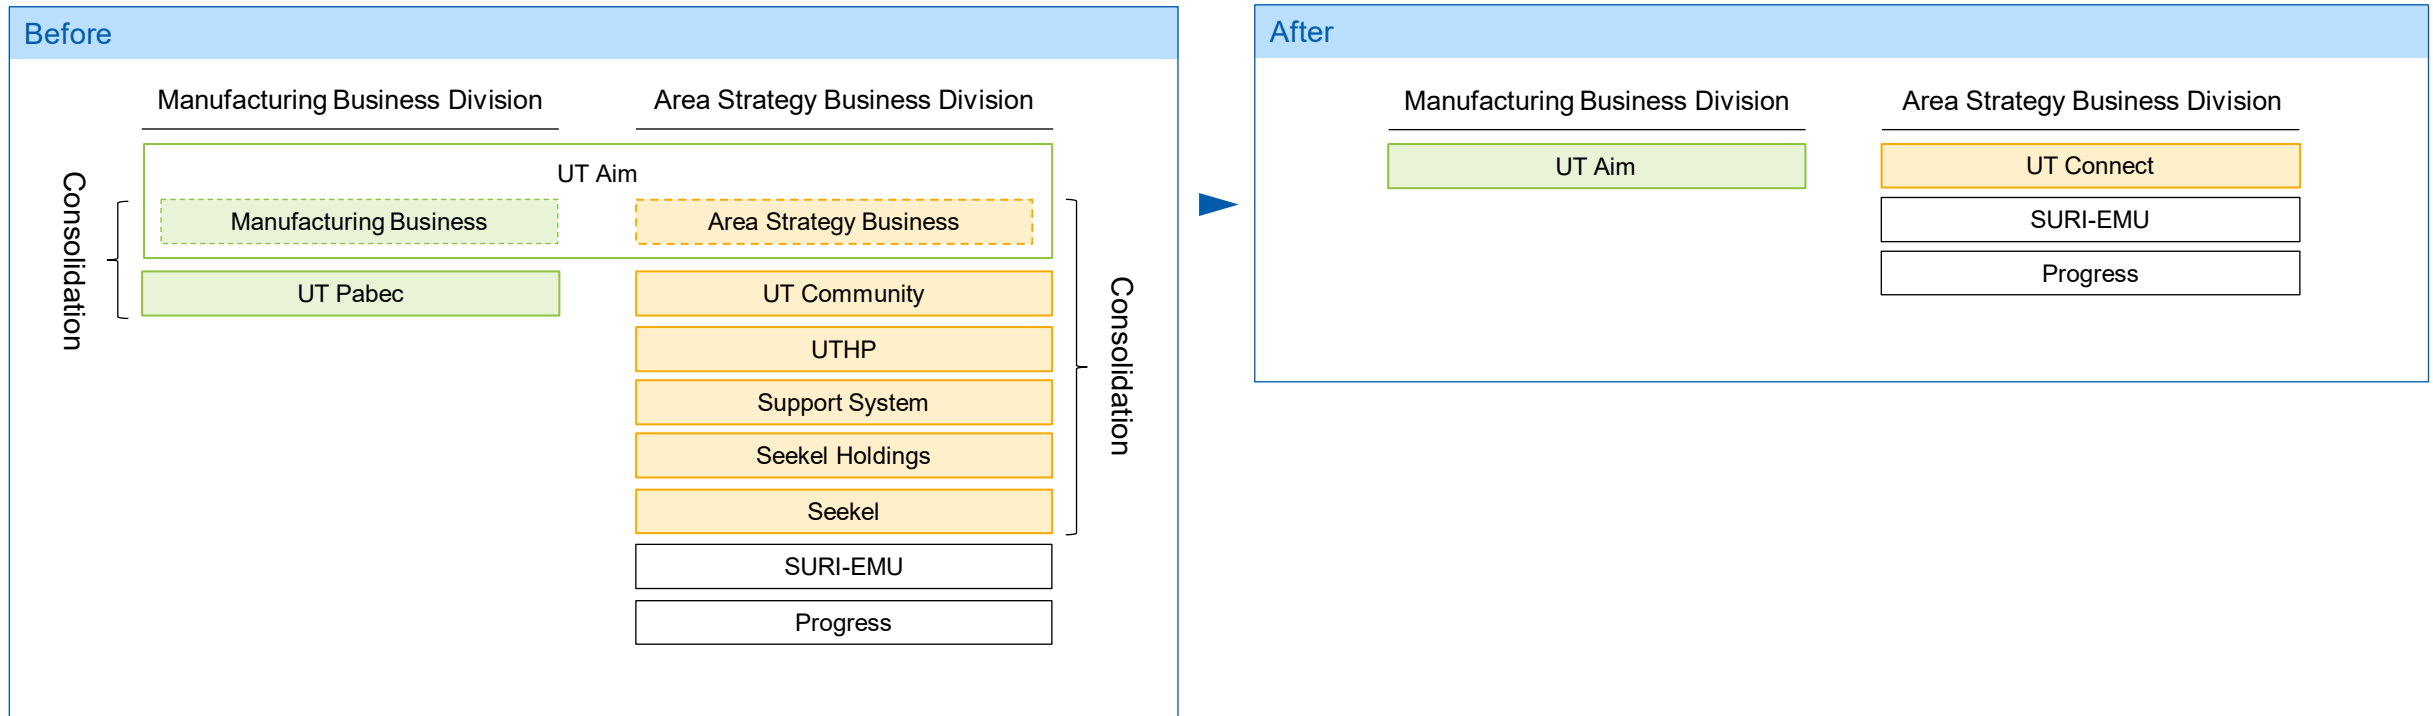 Before
Manufacturing Business Division
Area Strategy Business Division
UT Aim
Consolidation
Manufacturing Business
Area Strategy Business
UT Pabec
UT Community
UTHP
Support System
Seekel Holdings
Seekel
SURI-EMU
Progress
Consolidation
After
Manufacturing Business Division
Area Strategy Business Division
UT Aim
UT Connect
SURI-EMU
Progress